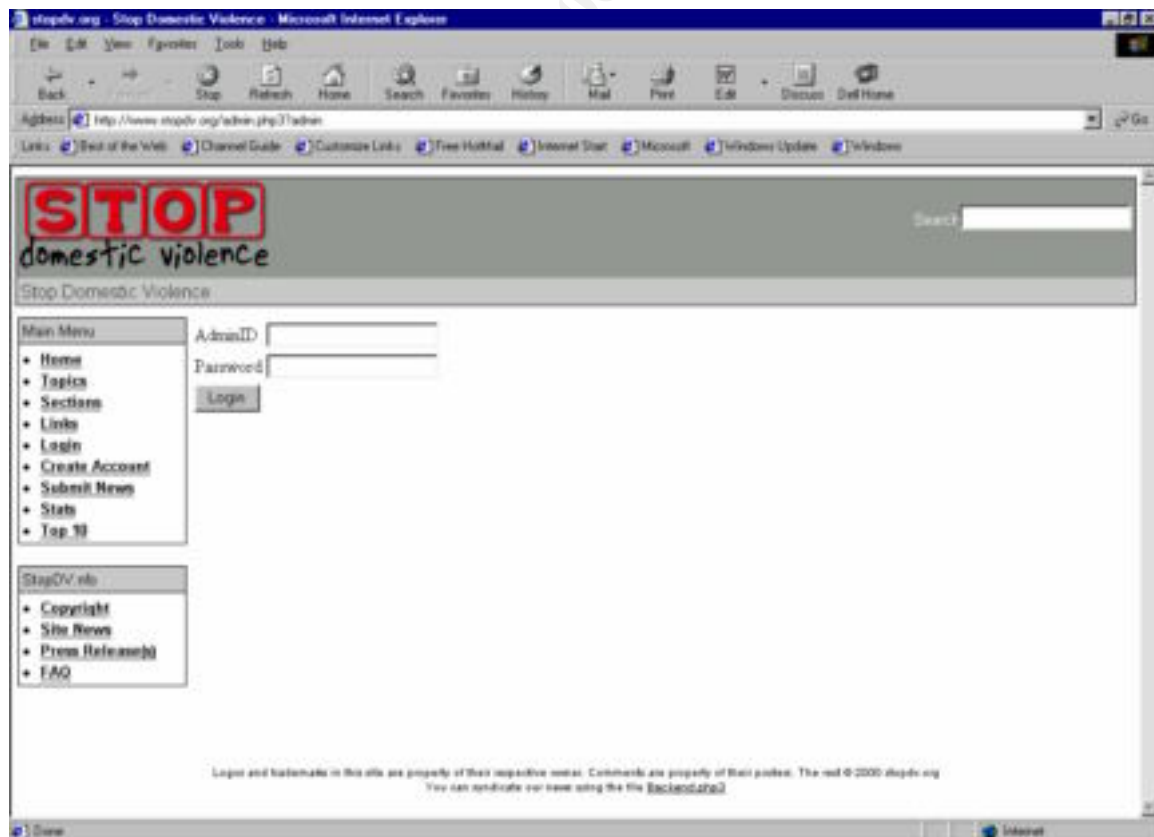 stopdv.org - Stop Domestic Violence - Microsoft Internet Explorer
File Edit View Favorites Tools Help
Back Stop Refresh Home Search Favorites History Mail Print Edit Discuss Dell Home
Address http://www.stopdv.org/admin.php3?admin Go
Links Best of the Web Channel Guide Customize Links Free HotMail Internet Start Microsoft Windows Update Windows
STOP
domestic violence
Search
Stop Domestic Violence
Main Menu
Home
Topics
Sections
Links
Login
Create Account
Submit News
Stats
Top 10
AdminID
Password
Login
StopDV.nfo
Copyright
Site News
Press Release(s)
FAQ
Logos and trademarks in this site are property of their respective owner. Comments are property of their posters. The rest © 2000 stopdv.org
You can syndicate our news using the file Backend.php3
Done
Internet